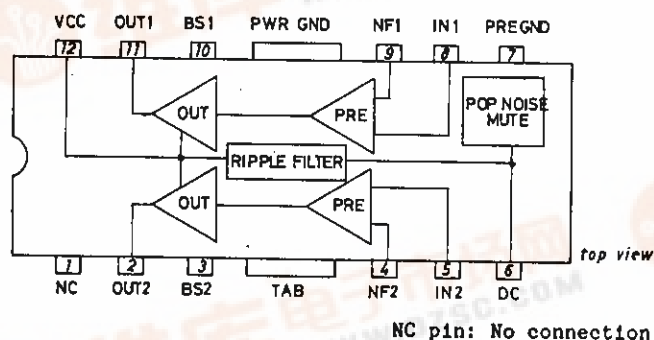 VCC OUT1 BS1 PWR GND NF1 IN1 PREGND
12 11 10 9 8 7
POP NOISE
MUTE
OUT PRE
RIPPLE FILTER
OUT PRE
top view
1 2 3 4 5 6
NC OUT2 BS2 TAB NF2 IN2 DC
NC pin: No connection